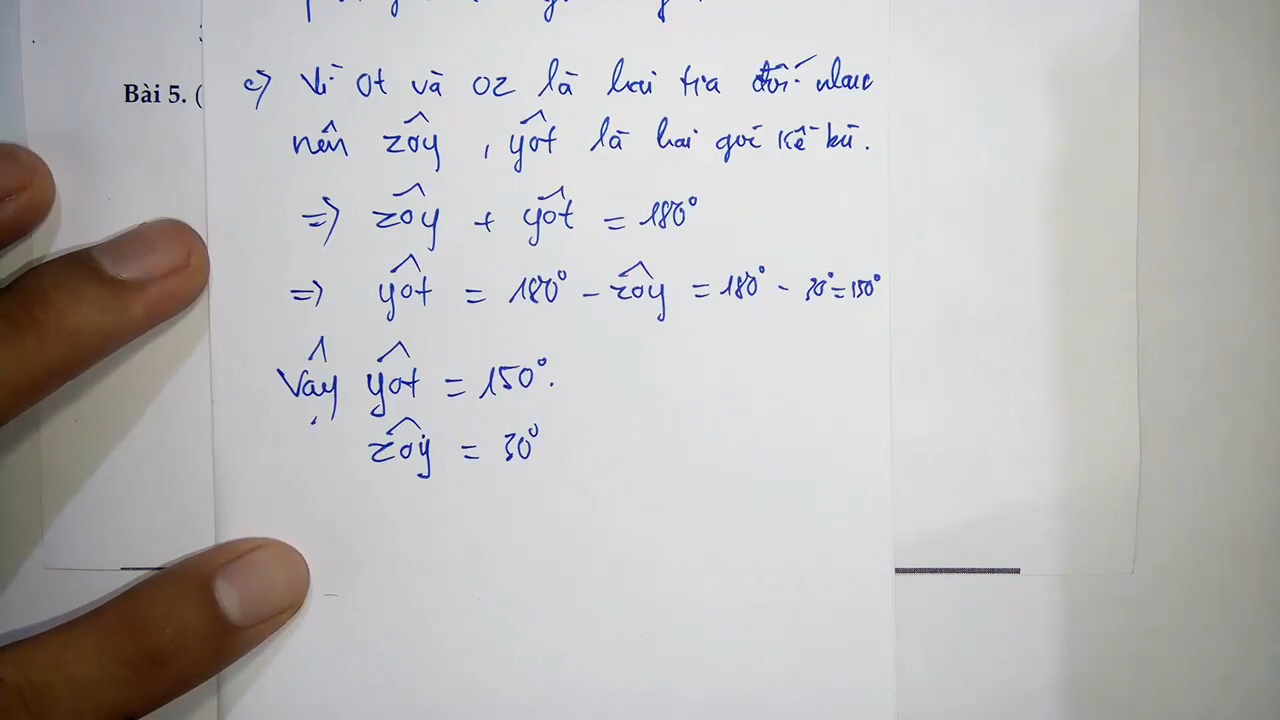 Bài 5. (
c) Vì Ot và Oz là hai tia đối nhau
nên zOy^, yOt^ là hai góc kề bù.
=> zOy^ + yOt^ = 180°
=> yOt^ = 180° - zOy^ = 180° - 30° = 150°
Vậy yOt^ = 150°.
zOy^ = 30°